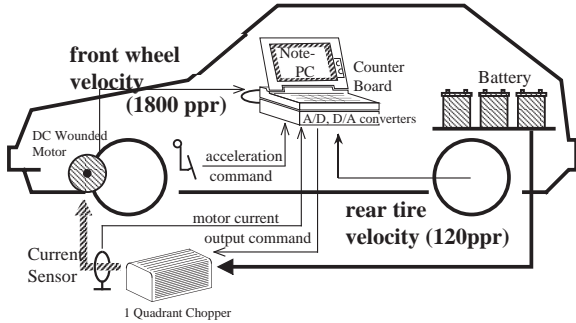 front wheel
velocity
(1800 ppr)
Note-
PC
Counter
Board
A/D, D/A converters
Battery
DC Wounded
Motor
acceleration
command
motor current
output command
rear tire
velocity (120ppr)
Current
Sensor
1 Quadrant Chopper